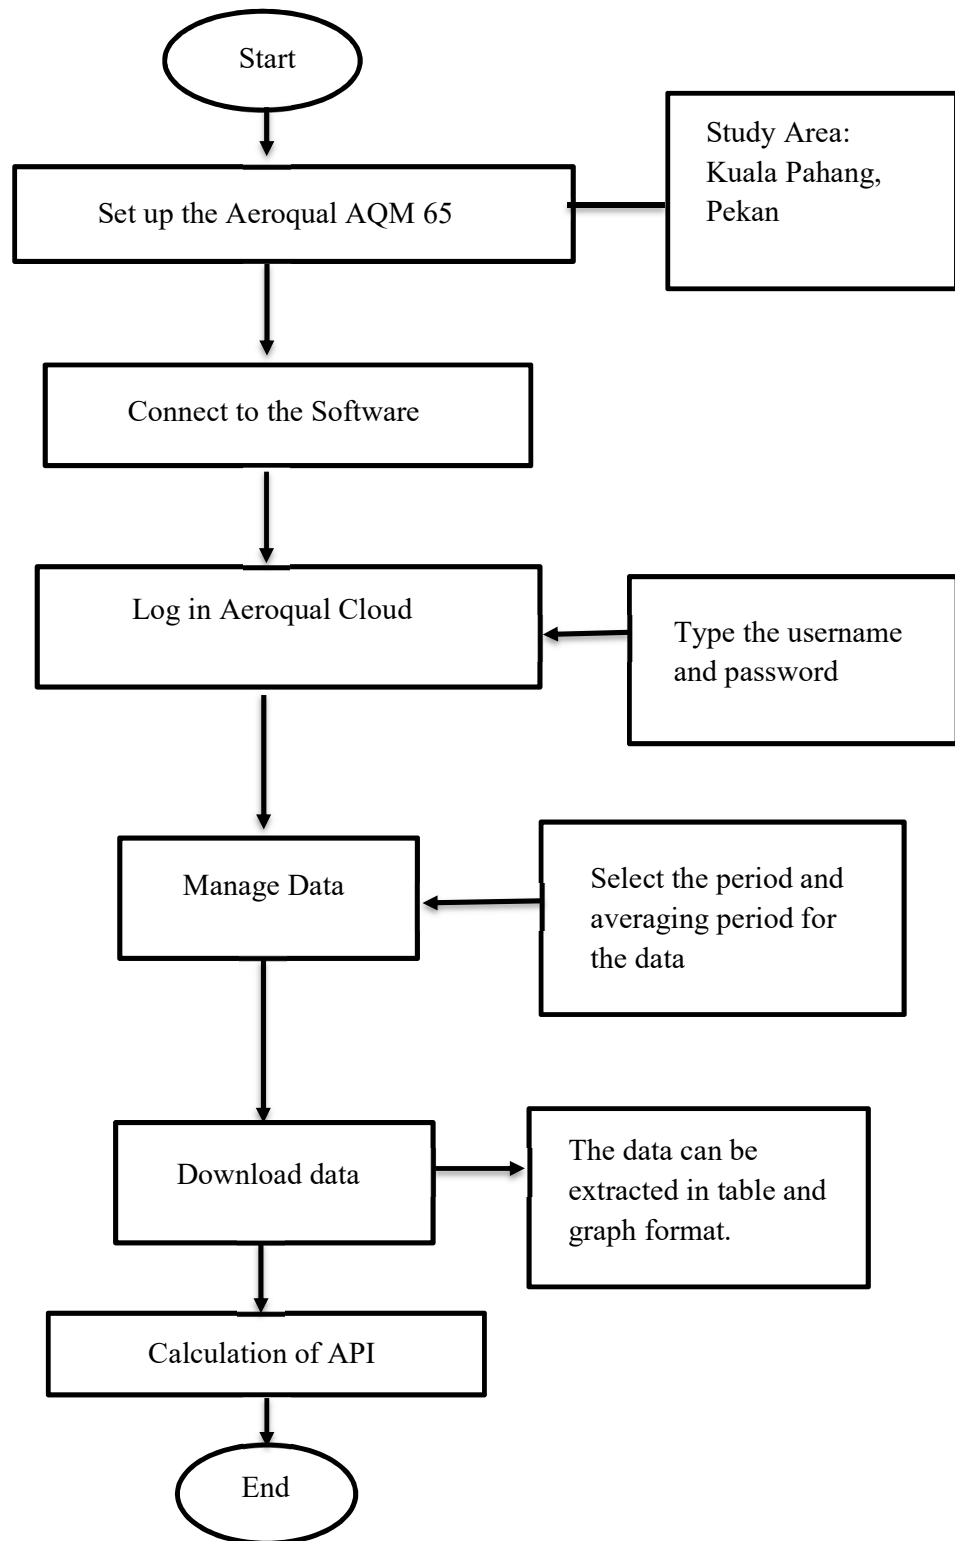 Start
Study Area:
Kuala Pahang,
Pekan
Set up the Aeroqual AQM 65
Connect to the Software
Log in Aeroqual Cloud
Type the username
and password
Manage Data
Select the period and
averaging period for
the data
Download data
The data can be
extracted in table and
graph format.
Calculation of API
End